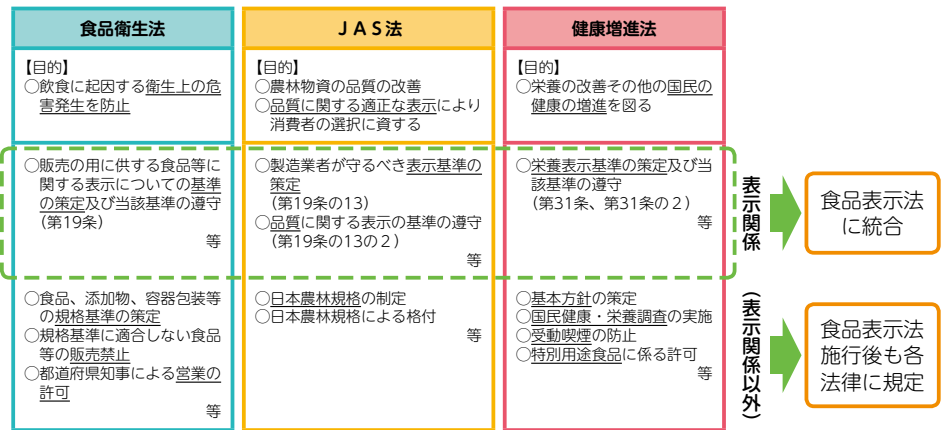 食品衛生法
【目的】
○飲食に起因する衛生上の危
害発生を防止
○販売の用に供する食品等に
関する表示についての基準
の策定及び当該基準の遵守
(第19条)
等
○食品、添加物、容器包装等
の規格基準の策定
○規格基準に適合しない食品
等の販売禁止
○都道府県知事による営業の
許可
等
JAS法
【目的】
○農林物資の品質の改善
○品質に関する適正な表示により
消費者の選択に資する
○製造業者が守るべき表示基準の
策定
(第19条の13)
○品質に関する表示の基準の遵守
(第19条の13の2)
等
○日本農林規格の制定
○日本農林規格による格付
等
健康増進法
【目的】
○栄養の改善その他の国民の
健康の増進を図る
○栄養表示基準の策定及び当
該基準の遵守
(第31条、第31条の2)
等
○基本方針の策定
○国民健康・栄養調査の実施
○受動喫煙の防止
○特別用途食品に係る許可
等
表示関係
食品表示法
に統合
(表示関係以外)
食品表示法
施行後も各
法律に規定